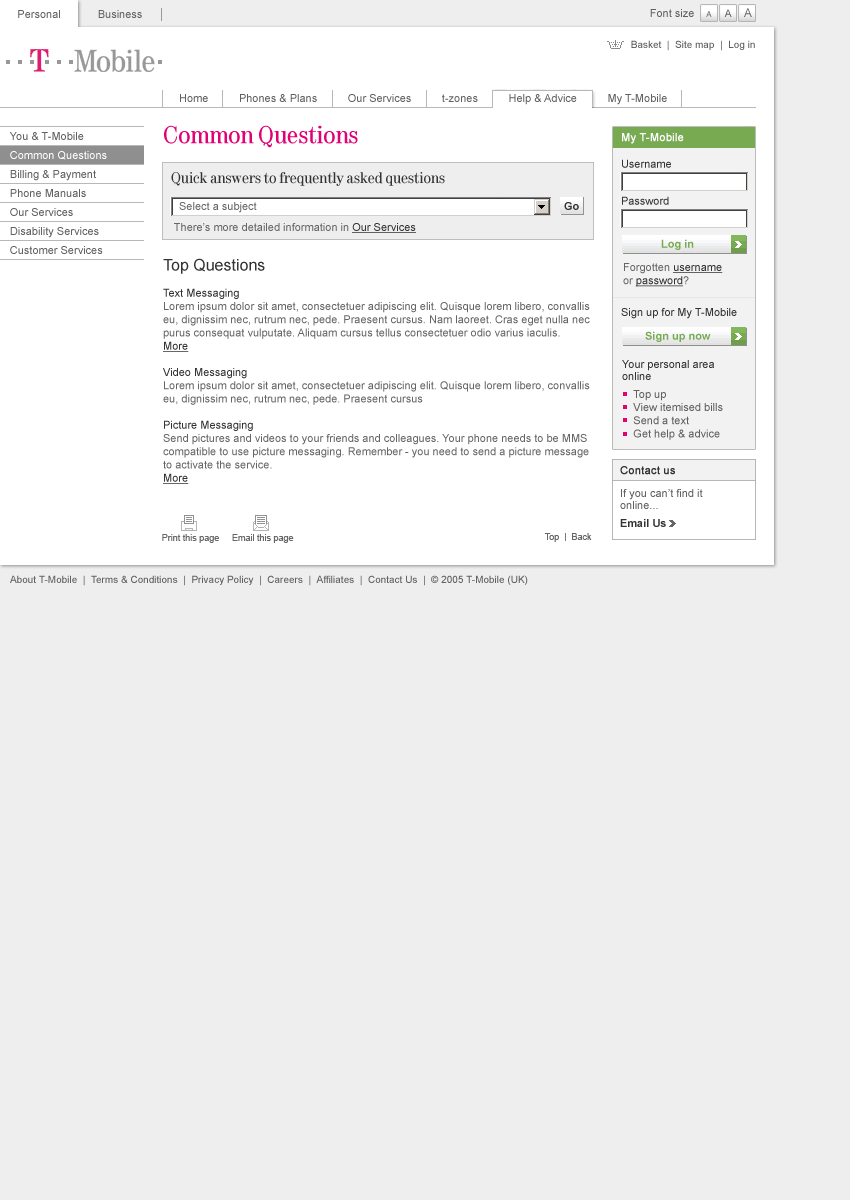 Personal
Business
Font size A A A
Basket | Site map | Log in
T · · Mobile
Home
Phones & Plans
Our Services
t-zones
Help & Advice
My T-Mobile
You & T-Mobile
Common Questions
Billing & Payment
Phone Manuals
Our Services
Disability Services
Customer Services
Common Questions
Quick answers to frequently asked questions
Select a subject
Go
There's more detailed information in Our Services
Top Questions
Text Messaging
Lorem ipsum dolor sit amet, consectetuer adipiscing elit. Quisque lorem libero, convallis
eu, dignissim nec, rutrum nec, pede. Praesent cursus. Nam laoreet. Cras eget nulla nec
purus consequat vulputate. Aliquam cursus tellus consectetuer odio varius iaculis.
More
Video Messaging
Lorem ipsum dolor sit amet, consectetuer adipiscing elit. Quisque lorem libero, convallis
eu, dignissim nec, rutrum nec, pede. Praesent cursus
Picture Messaging
Send pictures and videos to your friends and colleagues. Your phone needs to be MMS
compatible to use picture messaging. Remember - you need to send a picture message
to activate the service.
More
Print this page
Email this page
Top | Back
My T-Mobile
Username
Password
Log in
Forgotten username
or password?
Sign up for My T-Mobile
Sign up now
Your personal area
online
Top up
View itemised bills
Send a text
Get help & advice
Contact us
If you can't find it
online...
Email Us
About T-Mobile | Terms & Conditions | Privacy Policy | Careers | Affiliates | Contact Us | © 2005 T-Mobile (UK)